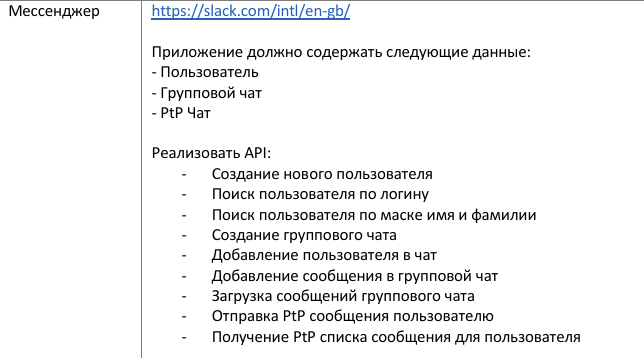 Мессенджер
https://slack.com/intl/en-gb/
Приложение должно содержать следующие данные:
- Пользователь
- Групповой чат
- PtP Чат
Реализовать API:
- Создание нового пользователя
- Поиск пользователя по логину
- Поиск пользователя по маске имя и фамилии
- Создание группового чата
- Добавление пользователя в чат
- Добавление сообщения в групповой чат
- Загрузка сообщений группового чата
- Отправка PtP сообщения пользователю
- Получение PtP списка сообщения для пользователя